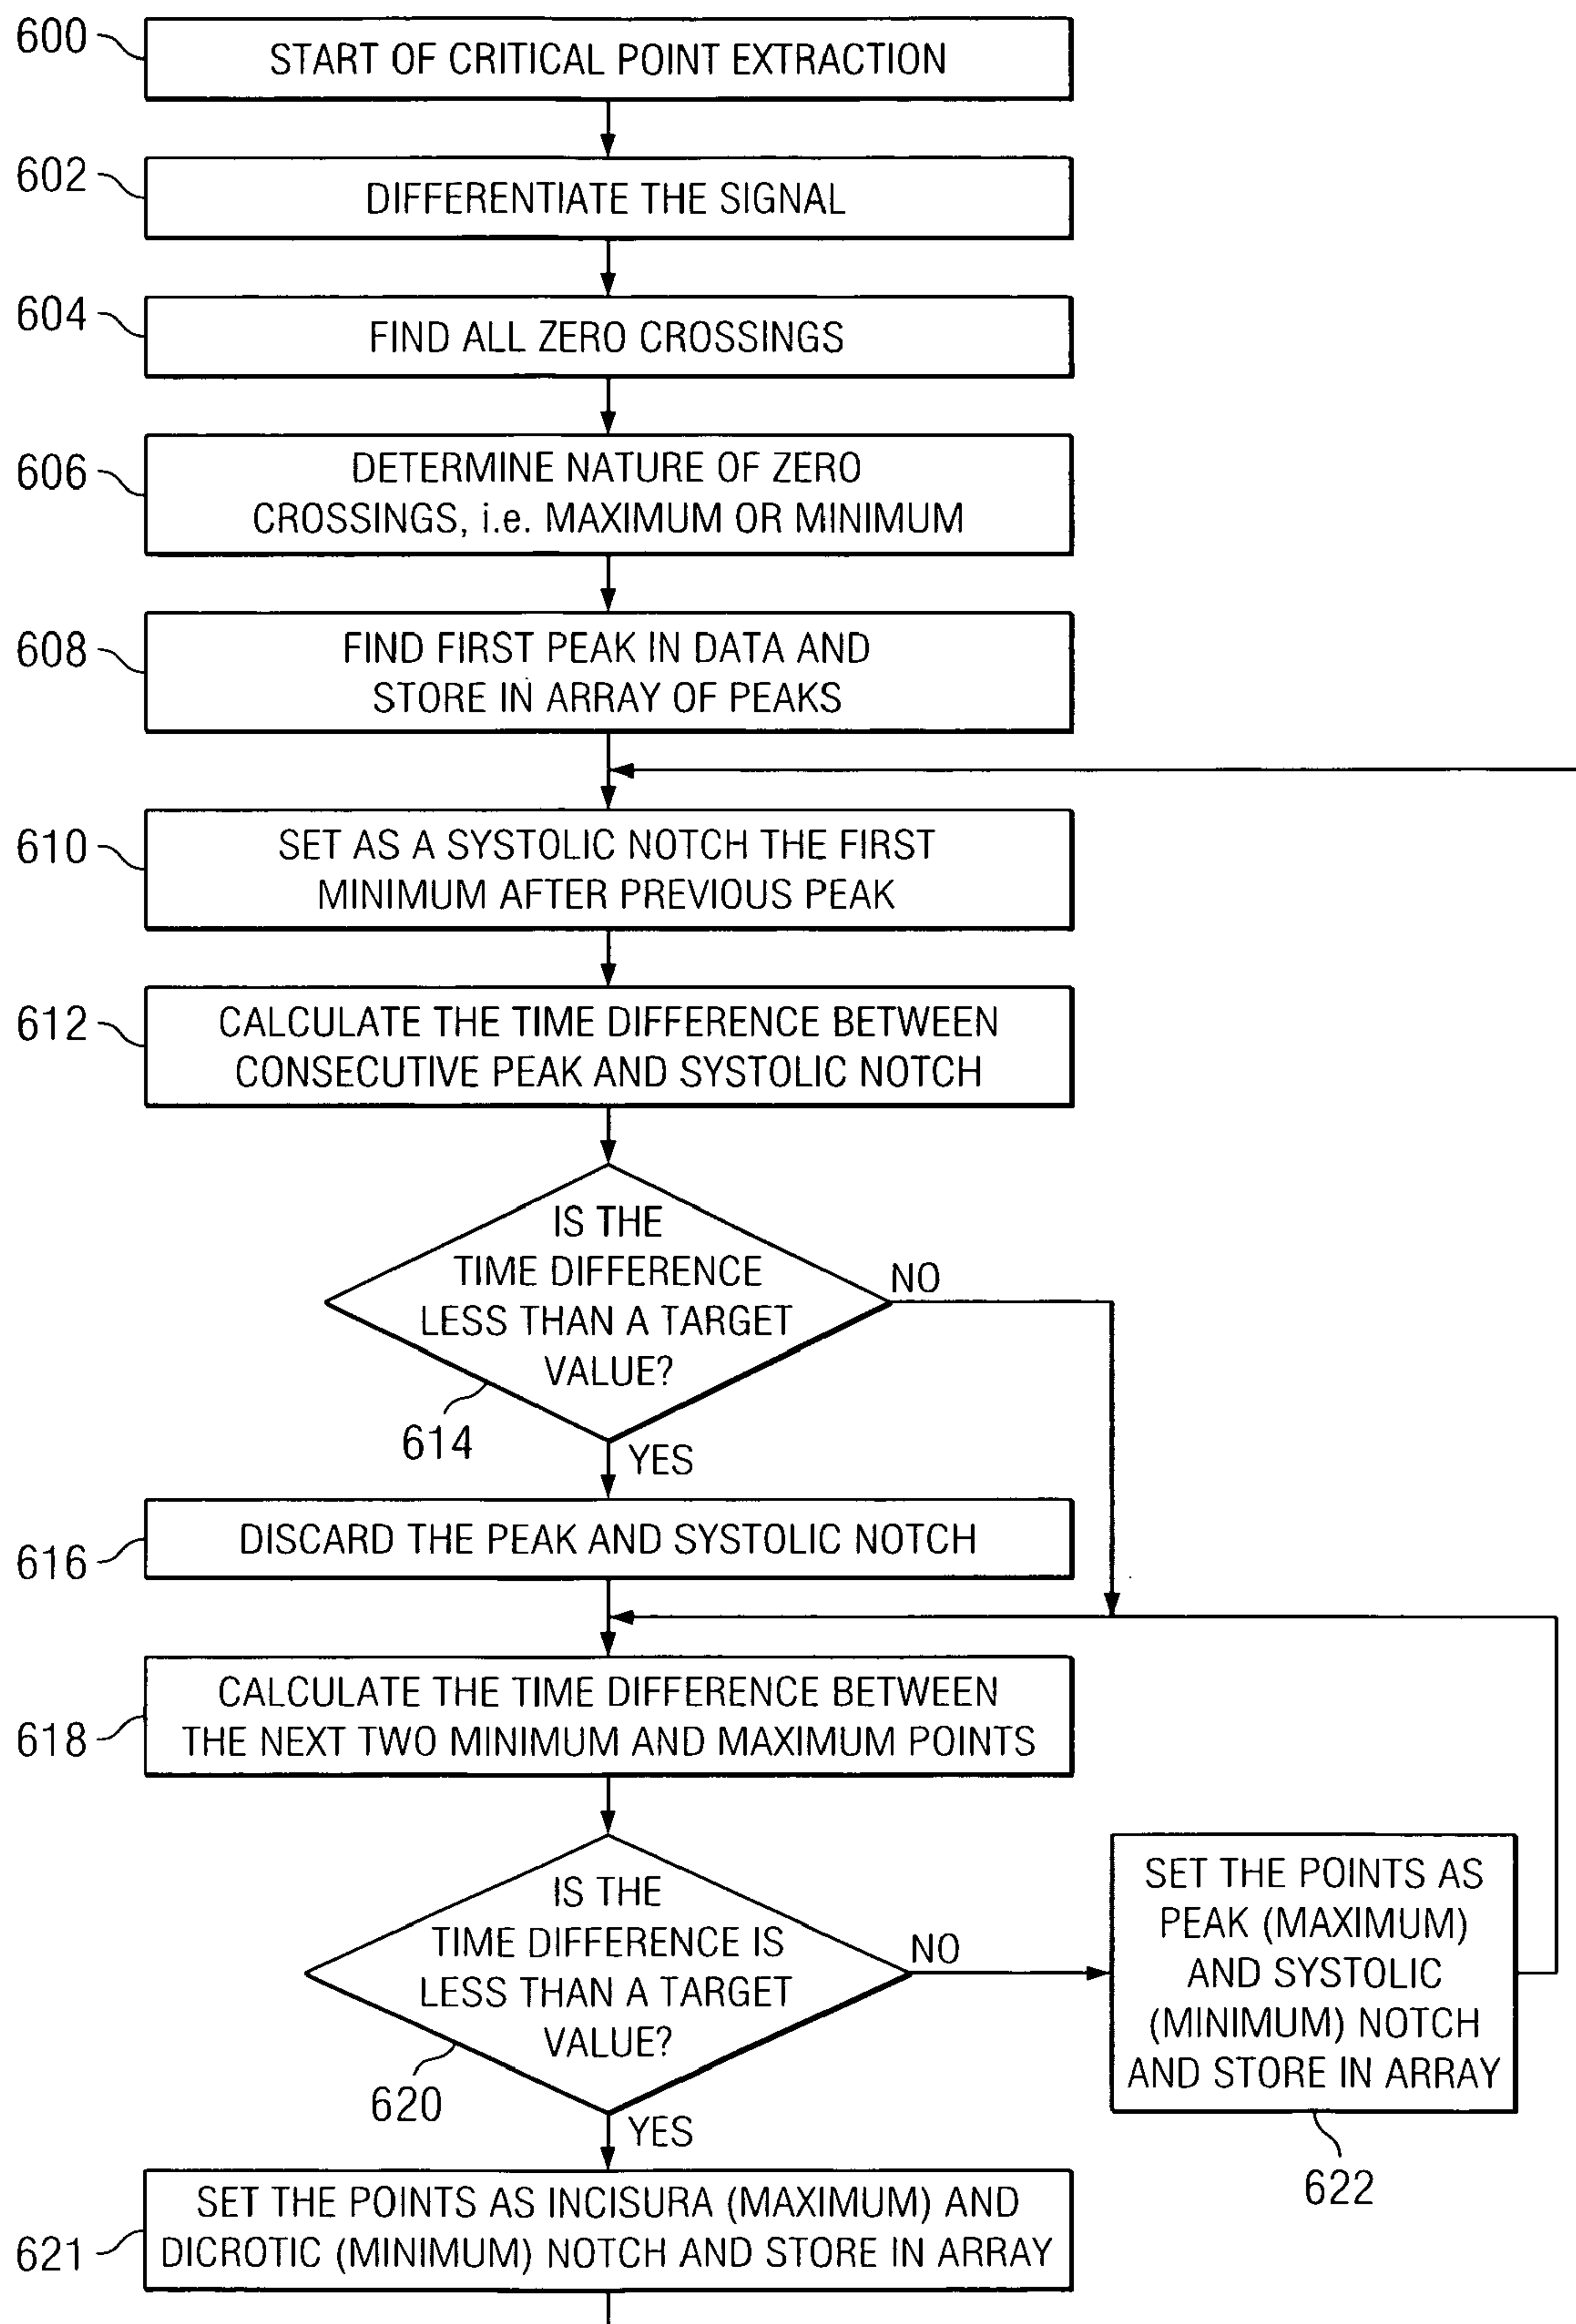 600
START OF CRITICAL POINT EXTRACTION
602
DIFFERENTIATE THE SIGNAL
604
FIND ALL ZERO CROSSINGS
606
DETERMINE NATURE OF ZERO
CROSSINGS, i.e. MAXIMUM OR MINIMUM
608
FIND FIRST PEAK IN DATA AND
STORE IN ARRAY OF PEAKS
610
SET AS A SYSTOLIC NOTCH THE FIRST
MINIMUM AFTER PREVIOUS PEAK
612
CALCULATE THE TIME DIFFERENCE BETWEEN
CONSECUTIVE PEAK AND SYSTOLIC NOTCH
IS THE
TIME DIFFERENCE
LESS THAN A TARGET
VALUE?
NO
614
YES
616
DISCARD THE PEAK AND SYSTOLIC NOTCH
618
CALCULATE THE TIME DIFFERENCE BETWEEN
THE NEXT TWO MINIMUM AND MAXIMUM POINTS
IS THE
TIME DIFFERENCE IS
LESS THAN A TARGET
VALUE?
NO
620
YES
SET THE POINTS AS
PEAK (MAXIMUM)
AND SYSTOLIC
(MINIMUM) NOTCH
AND STORE IN ARRAY
622
621
SET THE POINTS AS INCISURA (MAXIMUM) AND
DICROTIC (MINIMUM) NOTCH AND STORE IN ARRAY